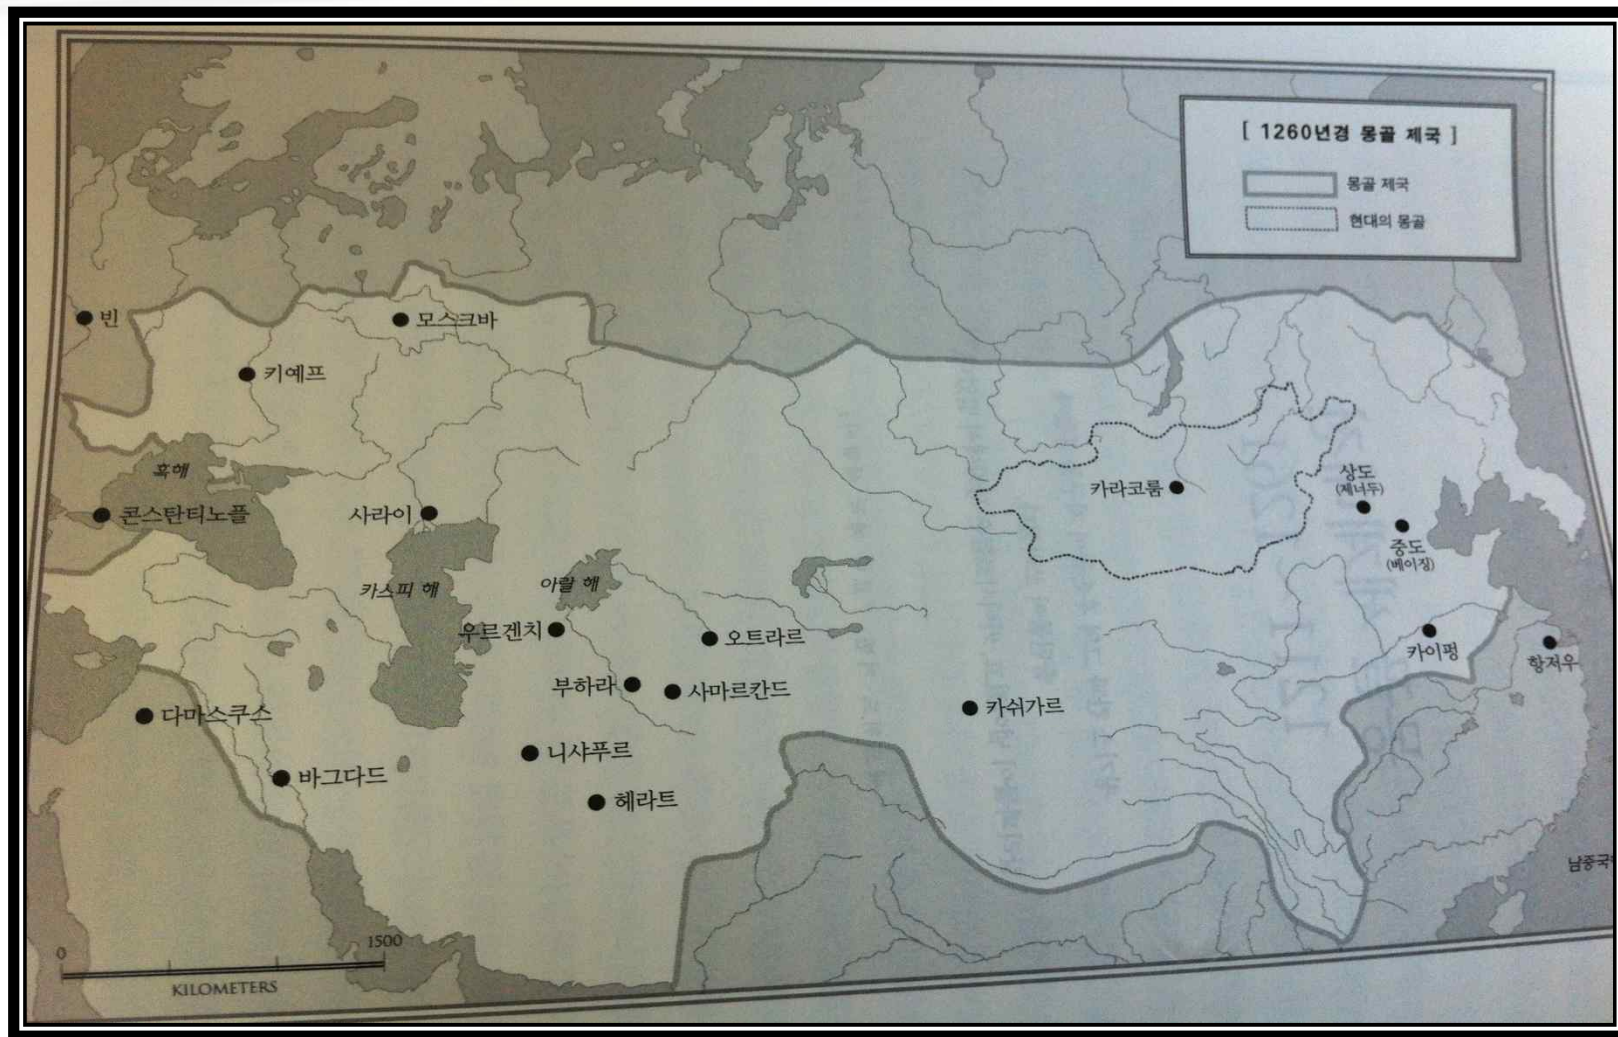 [ 1260년경 몽골 제국 ]
몽골 제국
현대의 몽골
빈
모스크바
키예프
흑해
콘스탄티노플
사라이
카라코룸
상도
(제너두)
중도
(베이징)
카스피 해
아랄 해
우르겐치
오트라르
카이펑
항저우
부하라
사마르칸드
카쉬가르
다마스쿠스
니샤푸르
바그다드
헤라트
남중국
0
1500
KILOMETERS